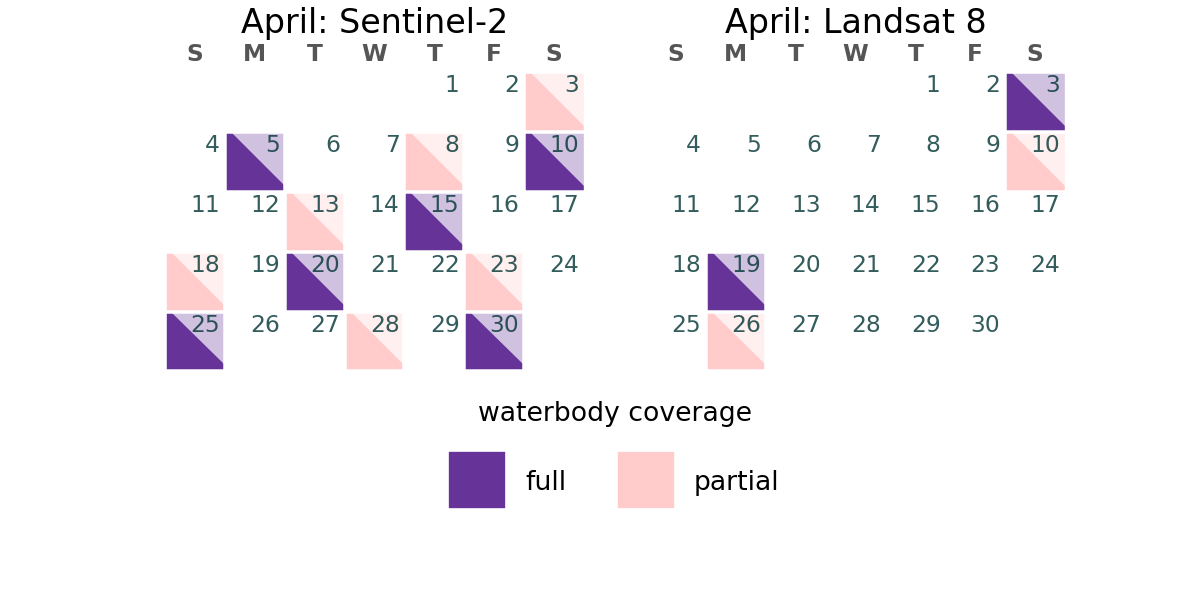 April: Sentinel-2
S M T W T F S
1 2 3
4 5 6 7 8 9 10
11 12 13 14 15 16 17
18 19 20 21 22 23 24
25 26 27 28 29 30
April: Landsat 8
S M T W T F S
1 2 3
4 5 6 7 8 9 10
11 12 13 14 15 16 17
18 19 20 21 22 23 24
25 26 27 28 29 30
waterbody coverage
full partial